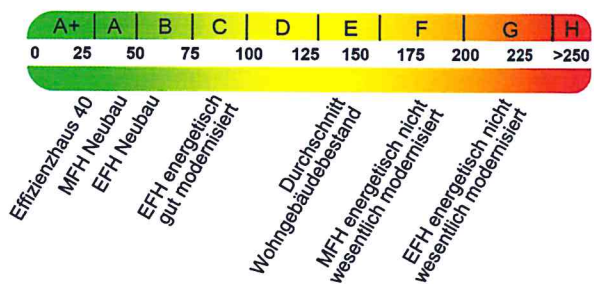 A+ A B C D E F G H
0 25 50 75 100 125 150 175 200 225 >250
Effizienzhaus 40
MFH Neubau
EFH Neubau
EFH energetisch
gut modernisiert
Durchschnitt
Wohngebäudebestand
MFH energetisch nicht
wesentlich modernisiert
EFH energetisch nicht
wesentlich modernisiert